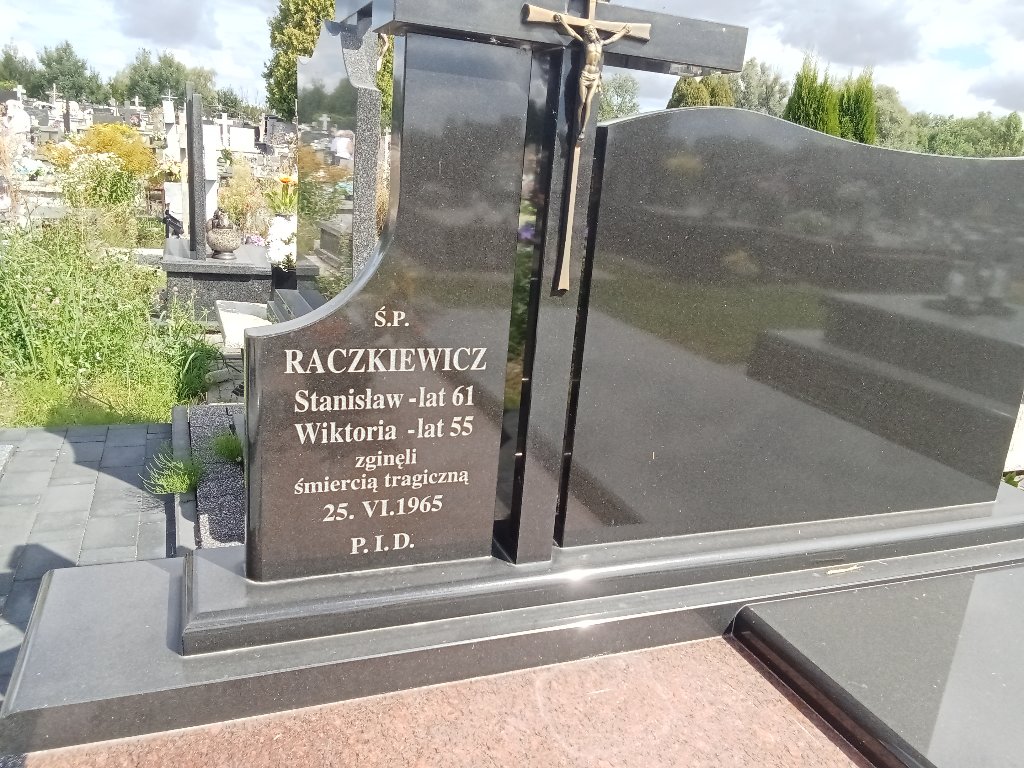 Ś.P.
RACZKIEWICZ
Stanisław - lat 61
Wiktoria - lat 55
zginęli
śmiercią tragiczną
25. VI. 1965
P. I. D.